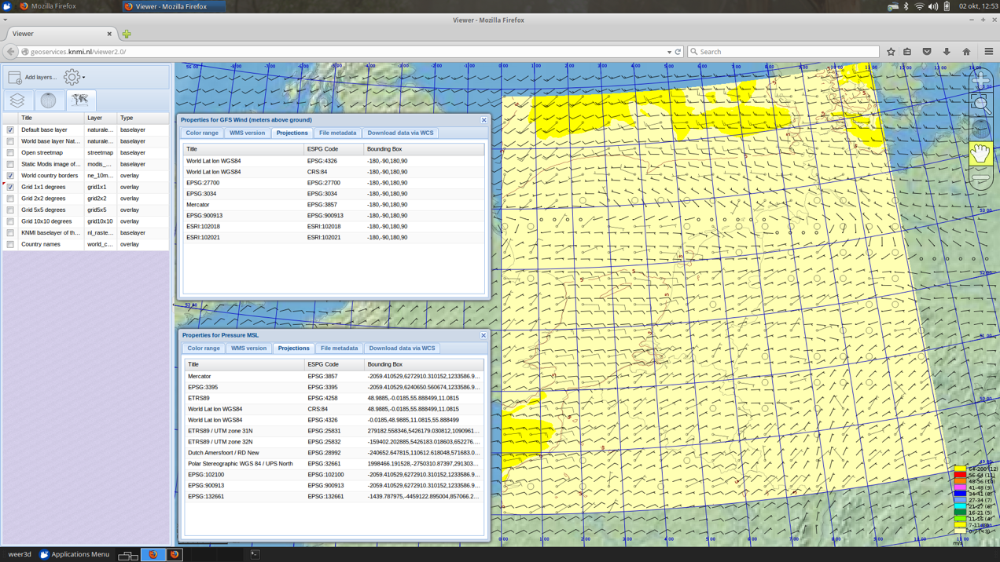 Mozilla Firefox
Viewer - Mozilla Firefox
02 okt, 12:53
Viewer - Mozilla Firefox
Viewer
geoservices.knmi.nl/viewer2.0/
Search
Add layers...
Title Layer Type
Default base layer naturale... baselayer
World base layer Nat... naturale... baselayer
Open streetmap streetmap baselayer
Static Modis image of... modis_... baselayer
World country borders ne_10m... overlay
Grid 1x1 degrees grid1x1 overlay
Grid 2x2 degrees grid2x2 overlay
Grid 5x5 degrees grid5x5 overlay
Grid 10x10 degrees grid10x10 overlay
KNMI baselayer of th... nl_raste... baselayer
Country names world_c... overlay
Properties for GFS Wind (meters above ground)
Color range WMS version Projections File metadata Download data via WCS
Title ESPG Code Bounding Box
World Lat lon WGS84 EPSG:4326 -180,-90,180,90
World Lat lon WGS84 CRS:84 -180,-90,180,90
EPSG:27700 EPSG:27700 -180,-90,180,90
EPSG:3034 EPSG:3034 -180,-90,180,90
Mercator EPSG:3857 -180,-90,180,90
EPSG:900913 EPSG:900913 -180,-90,180,90
ESRI:102018 ESRI:102018 -180,-90,180,90
ESRI:102021 ESRI:102021 -180,-90,180,90
Properties for Pressure MSL
Color range WMS version Projections File metadata Download data via WCS
Title ESPG Code Bounding Box
Mercator EPSG:3857 -2059.410529,6272910.310152,1233586.9...
EPSG:3395 EPSG:3395 -2059.410529,6240650.560674,1233586.9...
ETRS89 EPSG:4258 48.9885,-0.0185,55.888499,11.0815
World Lat lon WGS84 CRS:84 48.9885,-0.0185,55.888499,11.0815
World Lat lon WGS84 EPSG:4326 -0.0185,48.9885,11.0815,55.888499
ETRS89 / UTM zone 31N EPSG:25831 279182.558346,5426179.030812,1090961...
ETRS89 / UTM zone 32N EPSG:25832 -159402.202885,5426183.018603,652276....
Dutch Amersfoort / RD New EPSG:28992 -240652.647815,110612.618048,571683.0...
Polar Stereographic WGS 84 / UPS North EPSG:32661 1998466.191528,-2750310.87397,291303...
EPSG:102100 EPSG:102100 -2059.410529,6272910.310152,1233586.9...
EPSG:900913 EPSG:900913 -2059.410529,6272910.310152,1233586.9...
EPSG:132661 EPSG:132661 -1439.787975,-4459122.895004,857066.2...
64-200 (12)
56-64 (11)
48-56 (10)
41-48 (9)
34-41 (8)
27-34 (7)
21-27 (6)
16-21 (5)
11-16 (4)
m/s
weer3d Applications Menu